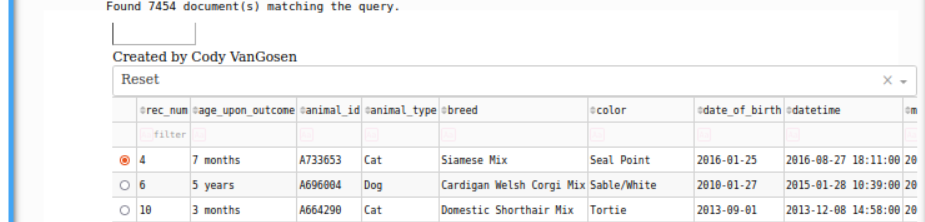 Found 7454 document(s) matching the query.
Created by Cody VanGosen
Reset
rec_num age_upon_outcome animal_id animal_type breed color date_of_birth datetime m
filter
4 7 months A733653 Cat Siamese Mix Seal Point 2016-01-25 2016-08-27 18:11:00 20
6 5 years A696004 Dog Cardigan Welsh Corgi Mix Sable/White 2010-01-27 2015-01-28 10:39:00 20
10 3 months A664290 Cat Domestic Shorthair Mix Tortie 2013-09-01 2013-12-08 14:58:00 20